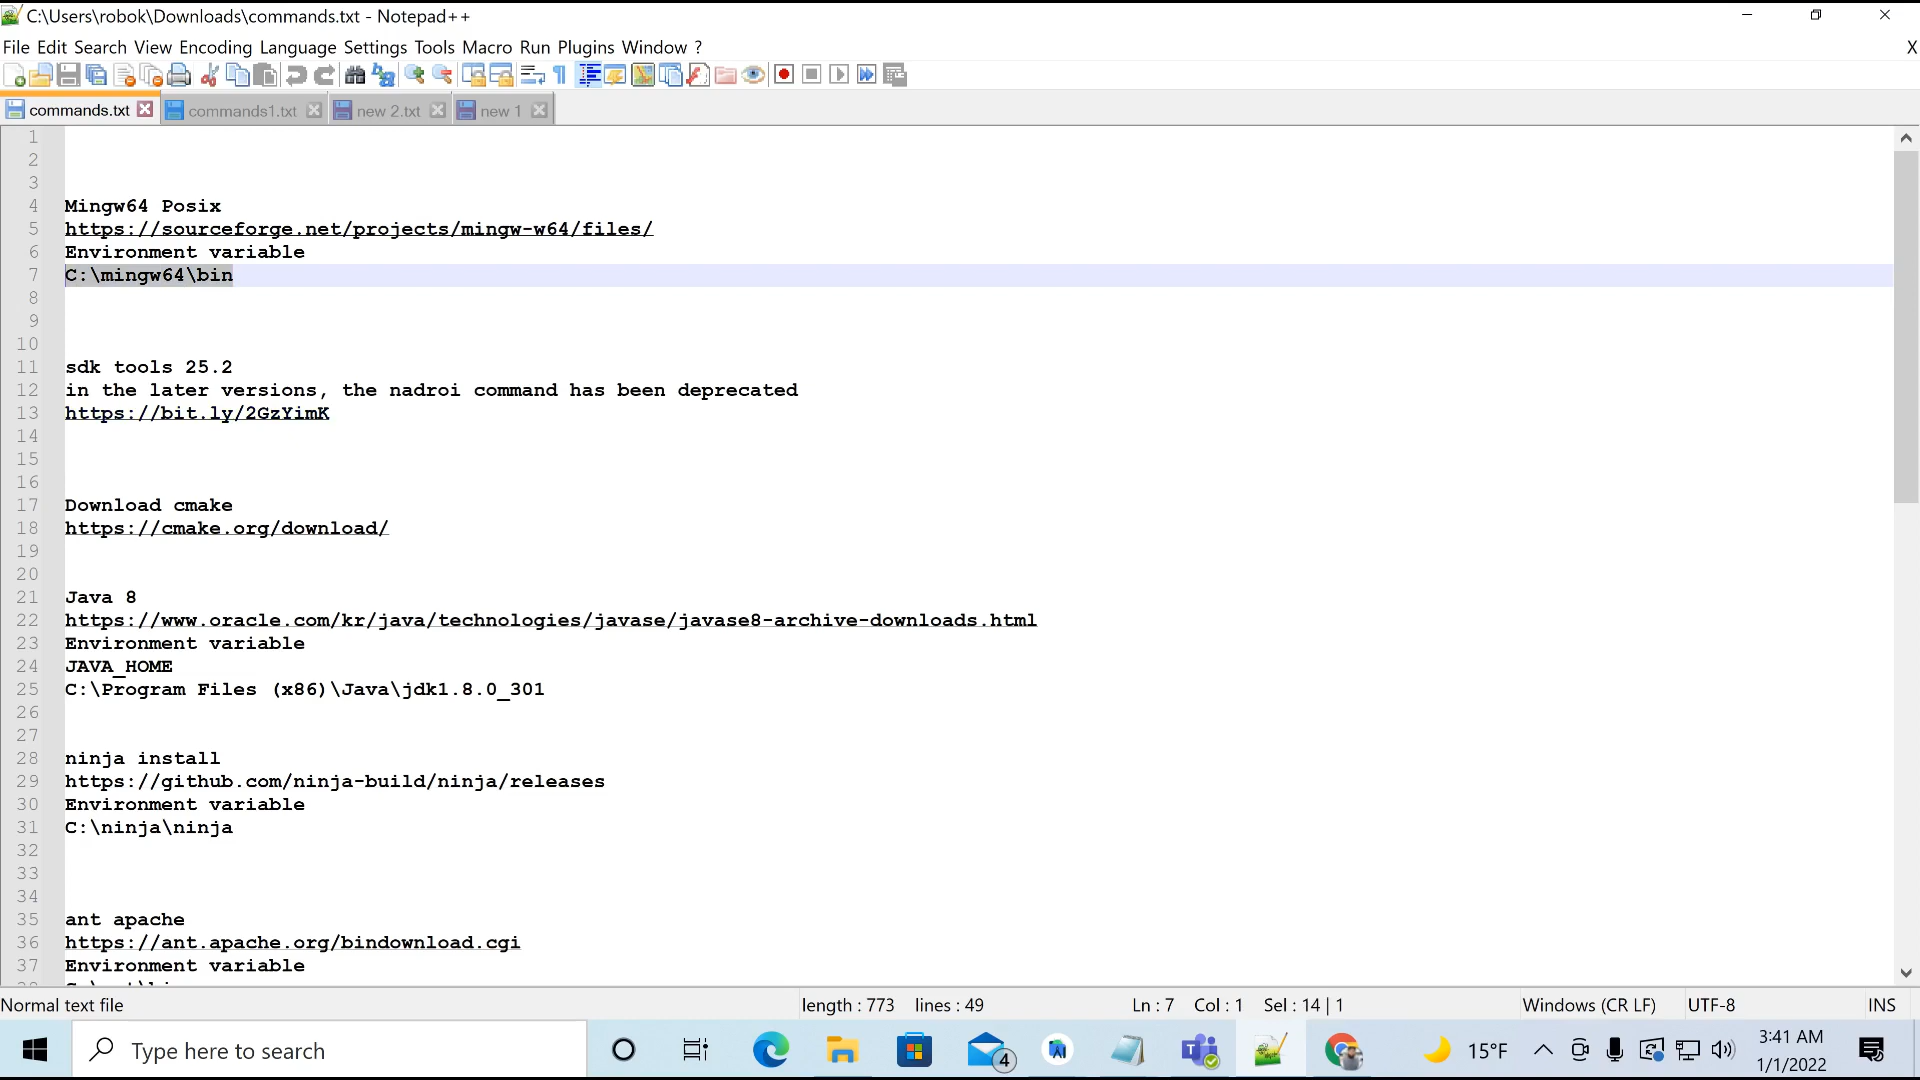 C:\Users\robok\Downloads\commands.txt - Notepad++
File Edit Search View Encoding Language Settings Tools Macro Run Plugins Window ?
X
commands.txt commands1.txt new 2.txt new 1
1
2
3
4 Mingw64 Posix
5 https://sourceforge.net/projects/mingw-w64/files/
6 Environment variable
7 C:\mingw64\bin
8
9
10
11 sdk tools 25.2
12 in the later versions, the nadroi command has been deprecated
13 https://bit.ly/2GzYimK
14
15
16
17 Download cmake
18 https://cmake.org/download/
19
20
21 Java 8
22 https://www.oracle.com/kr/java/technologies/javase/javase8-archive-downloads.html
23 Environment variable
24 JAVA_HOME
25 C:\Program Files (x86)\Java\jdk1.8.0_301
26
27
28 ninja install
29 https://github.com/ninja-build/ninja/releases
30 Environment variable
31 C:\ninja\ninja
32
33
34
35 ant apache
36 https://ant.apache.org/bindownload.cgi
37 Environment variable
Normal text file length : 773 lines : 49 Ln : 7 Col : 1 Sel : 14 | 1 Windows (CR LF) UTF-8 INS
Type here to search 4 15°F 3:41 AM
1/1/2022